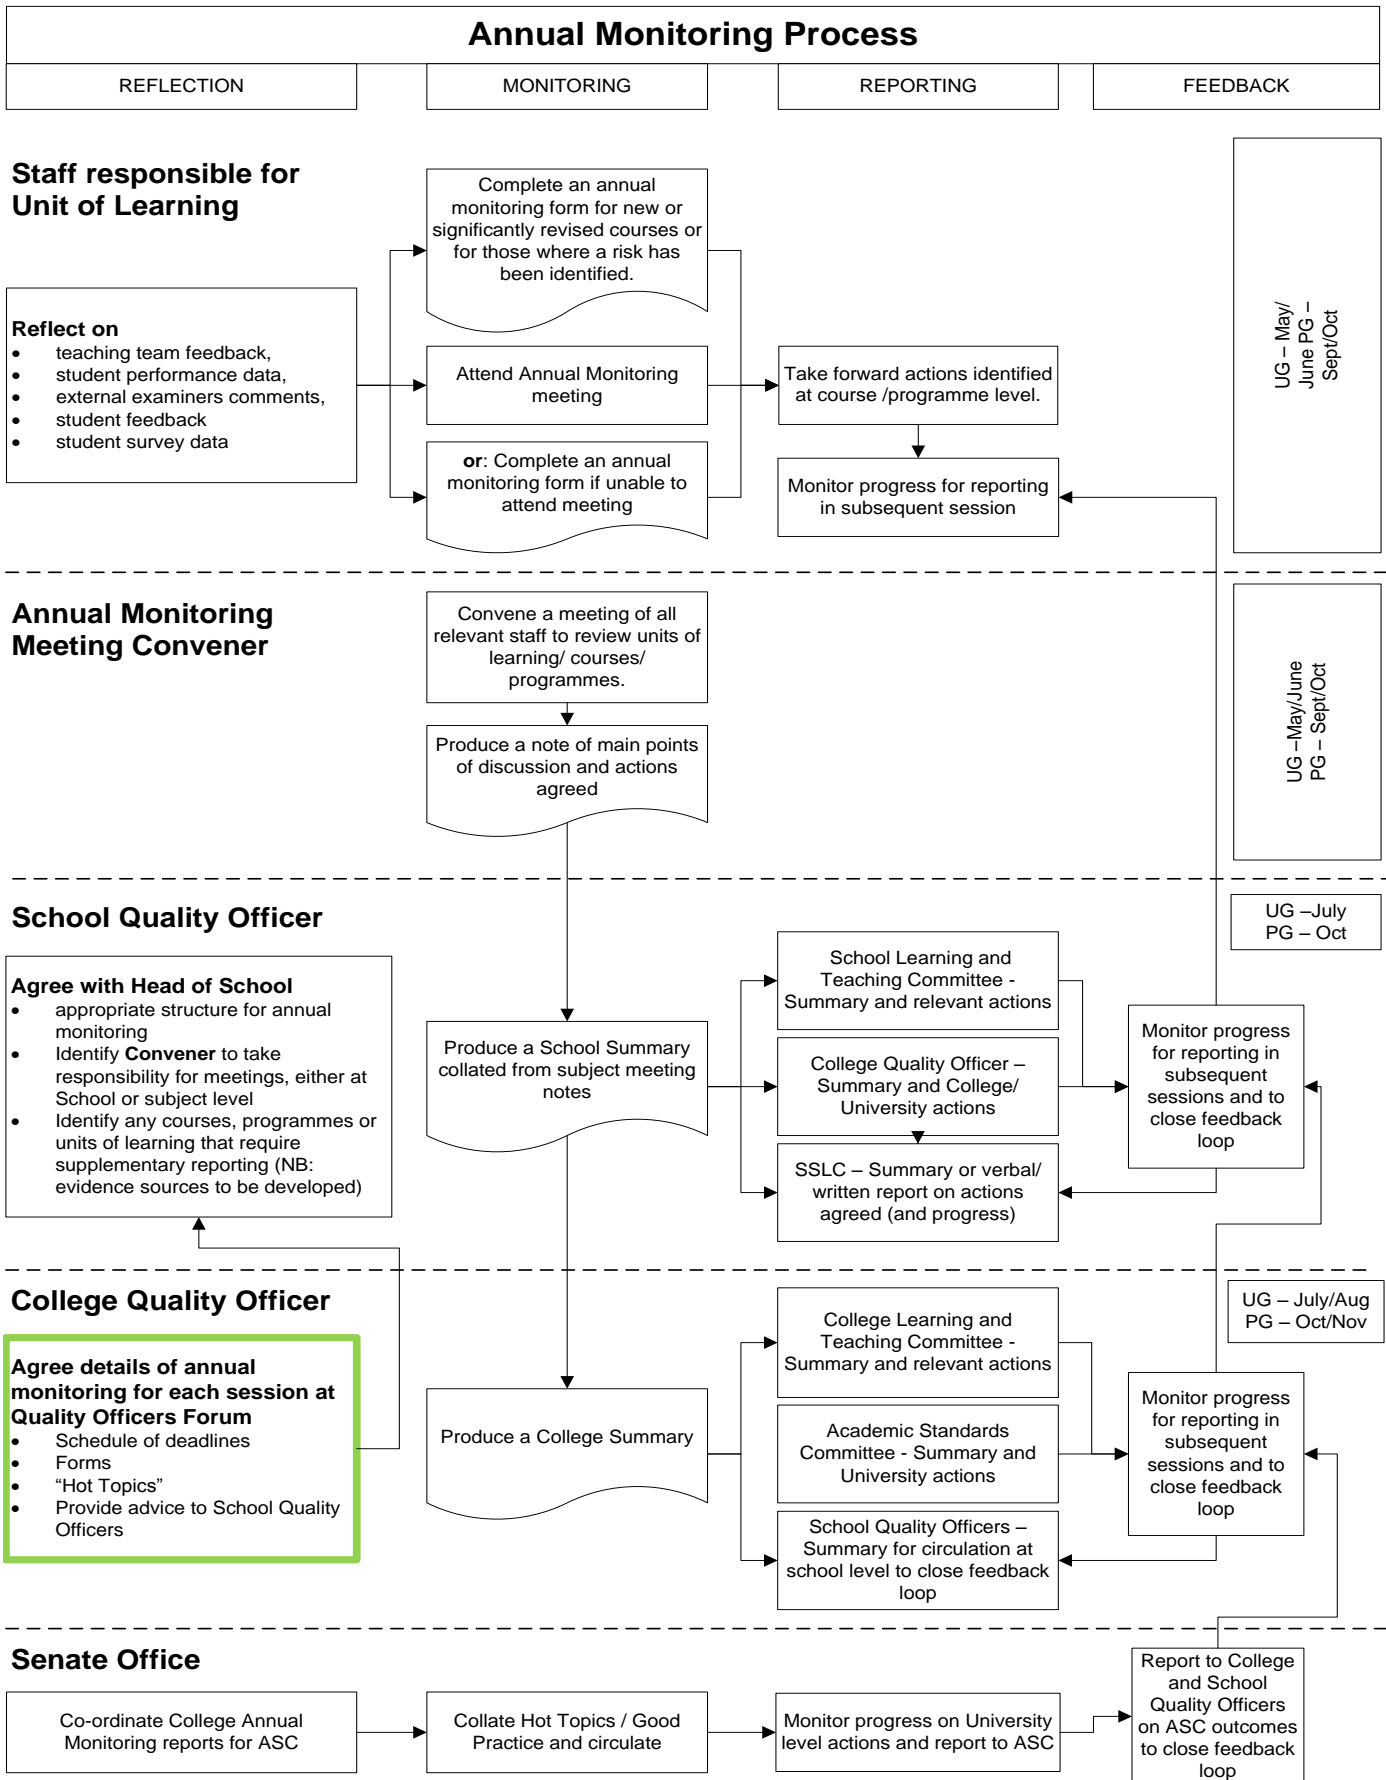 Annual Monitoring Process
REFLECTION
MONITORING
REPORTING
FEEDBACK
Staff responsible for
Unit of Learning
Reflect on
• teaching team feedback,
• student performance data,
• external examiners comments,
• student feedback
• student survey data
Complete an annual
monitoring form for new or
significantly revised courses or
for those where a risk has
been identified.
Attend Annual Monitoring
meeting
or: Complete an annual
monitoring form if unable to
attend meeting
Take forward actions identified
at course /programme level.
Monitor progress for reporting
in subsequent session
UG – May/
June PG –
Sept/Oct
Annual Monitoring
Meeting Convener
Convene a meeting of all
relevant staff to review units of
learning/ courses/
programmes.
Produce a note of main points
of discussion and actions
agreed
UG –May/June
PG – Sept/Oct
School Quality Officer
UG –July
PG – Oct
Agree with Head of School
• appropriate structure for annual
monitoring
• Identify Convener to take
responsibility for meetings, either at
School or subject level
• Identify any courses, programmes or
units of learning that require
supplementary reporting (NB:
evidence sources to be developed)
Produce a School Summary
collated from subject meeting
notes
School Learning and
Teaching Committee -
Summary and relevant actions
College Quality Officer –
Summary and College/
University actions
SSLC – Summary or verbal/
written report on actions
agreed (and progress)
Monitor progress
for reporting in
subsequent
sessions and to
close feedback
loop
College Quality Officer
UG – July/Aug
PG – Oct/Nov
Agree details of annual
monitoring for each session at
Quality Officers Forum
• Schedule of deadlines
• Forms
• “Hot Topics”
• Provide advice to School Quality
Officers
Produce a College Summary
College Learning and
Teaching Committee -
Summary and relevant actions
Academic Standards
Committee - Summary and
University actions
School Quality Officers –
Summary for circulation at
school level to close feedback
loop
Monitor progress
for reporting in
subsequent
sessions and to
close feedback
loop
Senate Office
Co-ordinate College Annual
Monitoring reports for ASC
Collate Hot Topics / Good
Practice and circulate
Monitor progress on University
level actions and report to ASC
Report to College
and School
Quality Officers
on ASC outcomes
to close feedback
loop